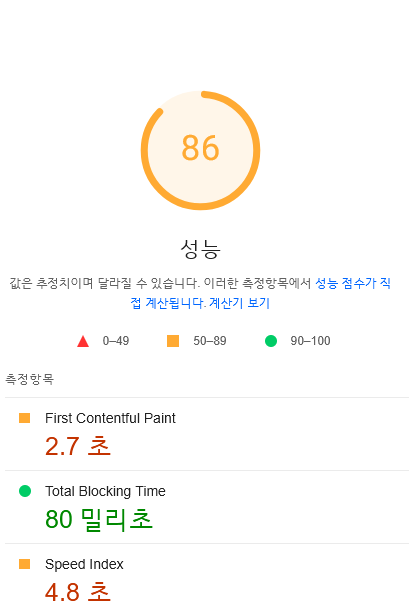 86
성능
값은 추정치이며 달라질 수 있습니다. 이러한 측정항목에서 성능 점수가 직
접 계산됩니다. 계산기 보기
0–49 50–89 90–100
측정항목
First Contentful Paint
2.7 초
Total Blocking Time
80 밀리초
Speed Index
4.8 초